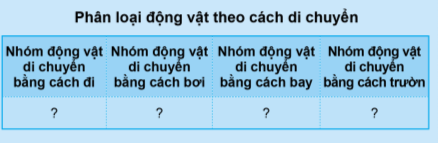 Phân loại động vật theo cách di chuyển
Nhóm động vật
di chuyển
bằng cách đi
Nhóm động vật
di chuyển
bằng cách bơi
Nhóm động vật
di chuyển
bằng cách bay
Nhóm động vật
di chuyển
bằng cách trườn
? ? ? ?